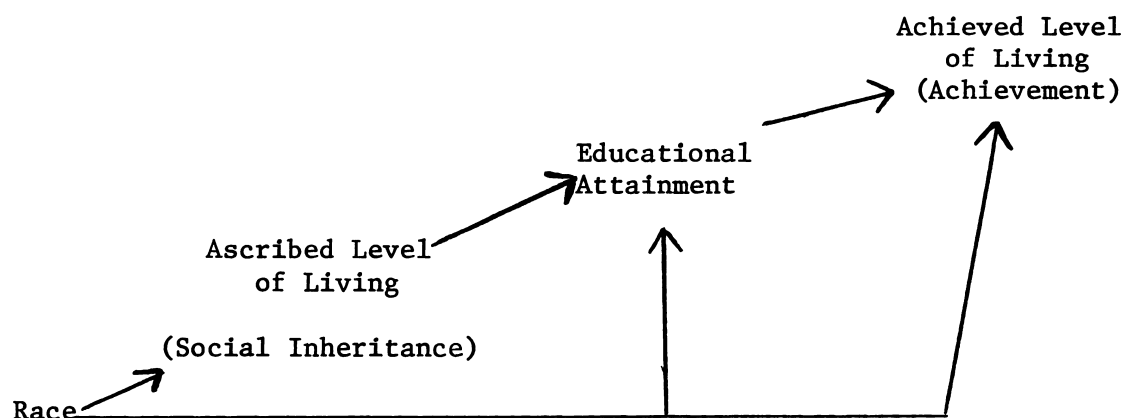 Achieved Level
of Living
(Achievement)
Educational
Attainment
Ascribed Level
of Living
(Social Inheritance)
Race